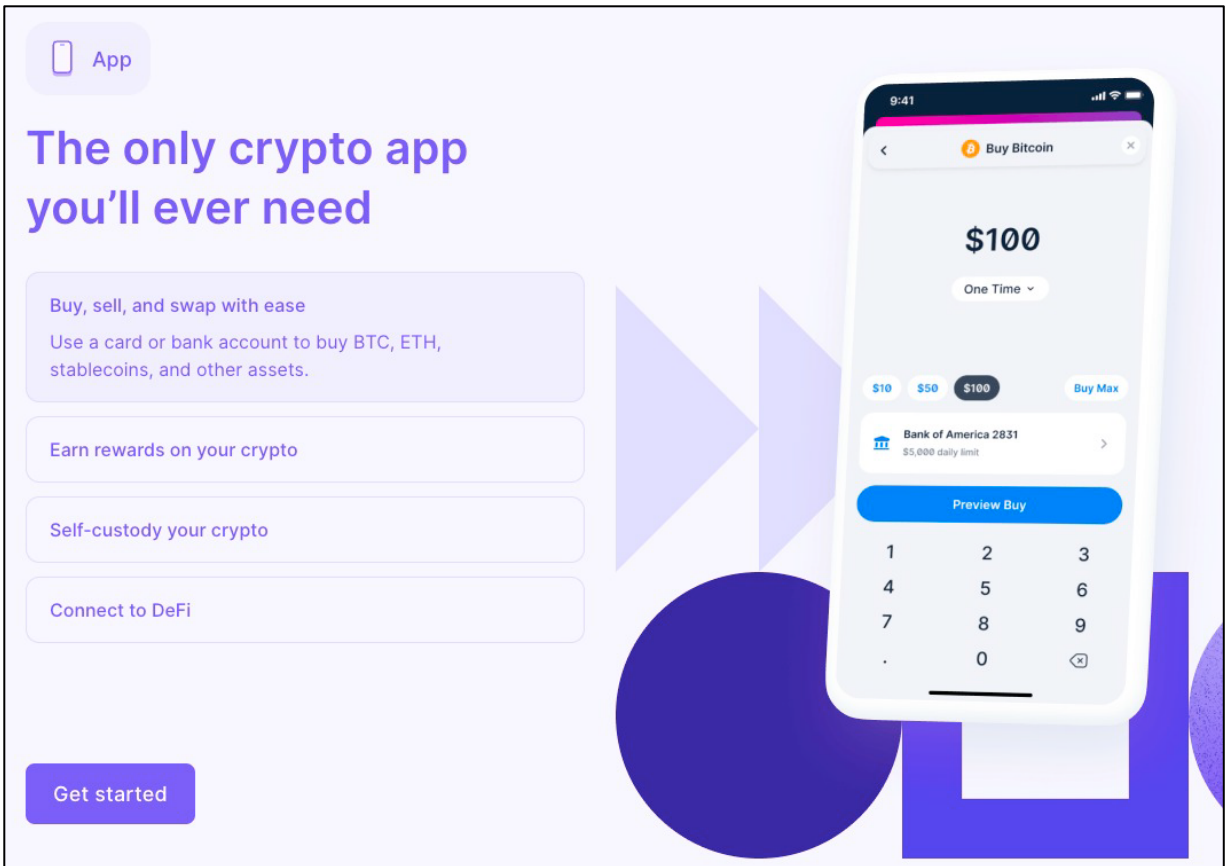 App
The only crypto app
you’ll ever need
Buy, sell, and swap with ease
Use a card or bank account to buy BTC, ETH,
stablecoins, and other assets.
Earn rewards on your crypto
Self-custody your crypto
Connect to DeFi
Get started
9:41
Buy Bitcoin
$100
One Time
$10 $50 $100 Buy Max
Bank of America 2831
$5,000 daily limit
Preview Buy
1 2 3
4 5 6
7 8 9
. 0